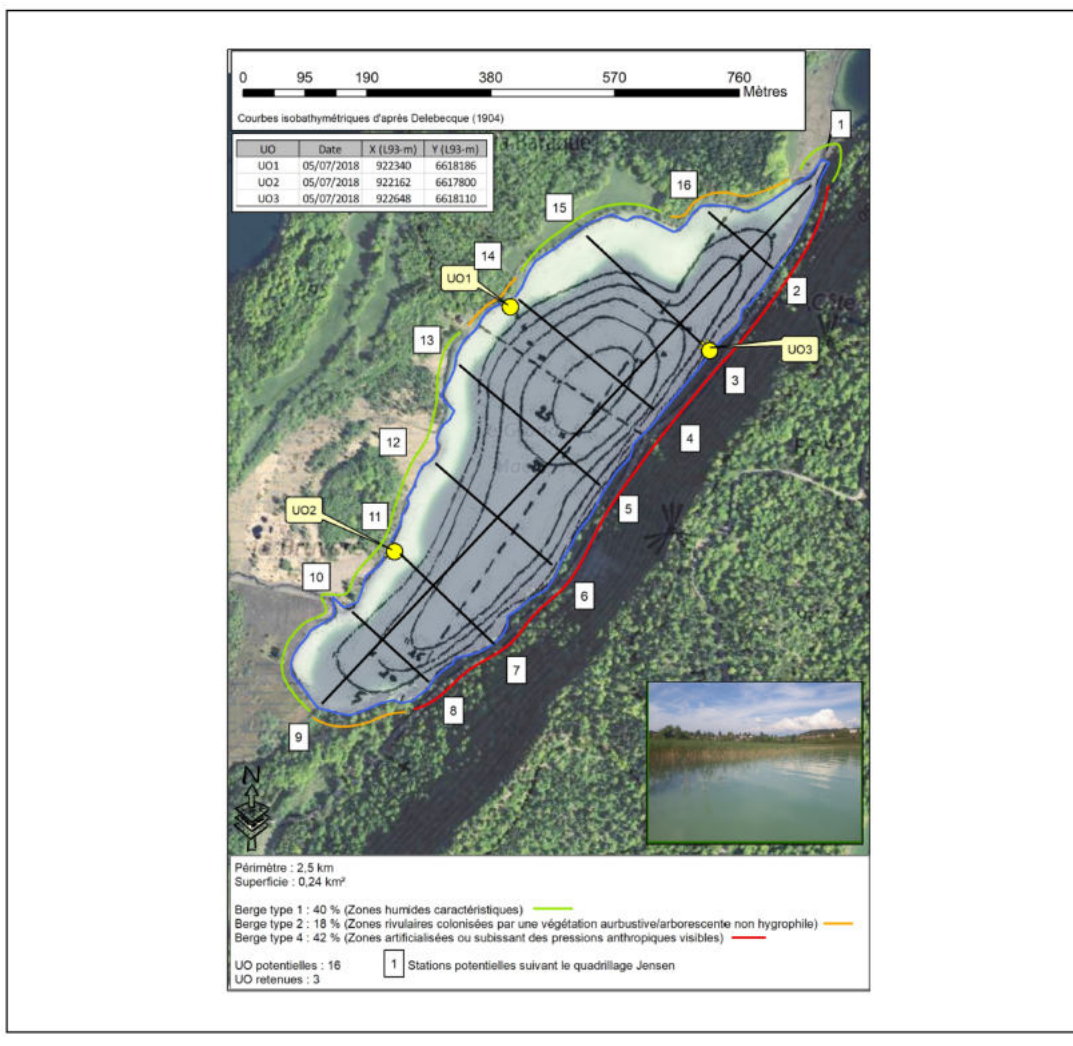 0 95 190 380 570 760
Mètres
Courbes isobathymétriques d'après Delebecque (1904)
UO Date X (L93-m) Y (L93-m)
UO1 05/07/2018 922340 6618186
UO2 05/07/2018 922162 6617800
UO3 05/07/2018 922648 6618110
1
16
15
14
UO1
2
13
UO3
3
12
4
25
11
5
UO2
10
6
7
8
9
N
Périmètre : 2,5 km
Superficie : 0,24 km²
Berge type 1 : 40 % (Zones humides caractéristiques)
Berge type 2 : 18 % (Zones rivulaires colonisées par une végétation aurbustive/arborescente non hygrophile)
Berge type 4 : 42 % (Zones artificialisées ou subissant des pressions anthropiques visibles)
UO potentielles : 16 1 Stations potentielles suivant le quadrillage Jensen
UO retenues : 3